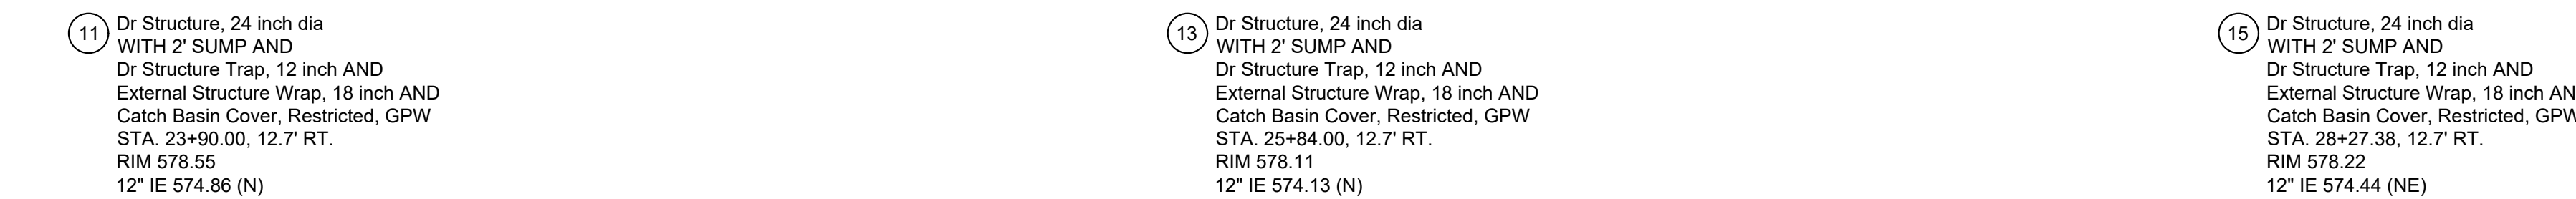 11
Dr Structure, 24 inch dia
WITH 2' SUMP AND
Dr Structure Trap, 12 inch AND
External Structure Wrap, 18 inch AND
Catch Basin Cover, Restricted, GPW
STA. 23+90.00, 12.7' RT.
RIM 578.55
12" IE 574.86 (N)
13
Dr Structure, 24 inch dia
WITH 2' SUMP AND
Dr Structure Trap, 12 inch AND
External Structure Wrap, 18 inch AND
Catch Basin Cover, Restricted, GPW
STA. 25+84.00, 12.7' RT.
RIM 578.11
12" IE 574.13 (N)
15
Dr Structure, 24 inch dia
WITH 2' SUMP AND
Dr Structure Trap, 12 inch AND
External Structure Wrap, 18 inch AN
Catch Basin Cover, Restricted, GPW
STA. 28+27.38, 12.7' RT.
RIM 578.22
12" IE 574.44 (NE)